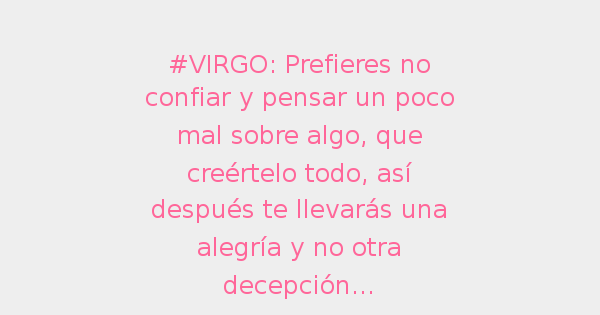 #VIRGO: Prefieres no
confiar y pensar un poco
mal sobre algo, que
creértelo todo, así
después te llevarás una
alegría y no otra
decepción...